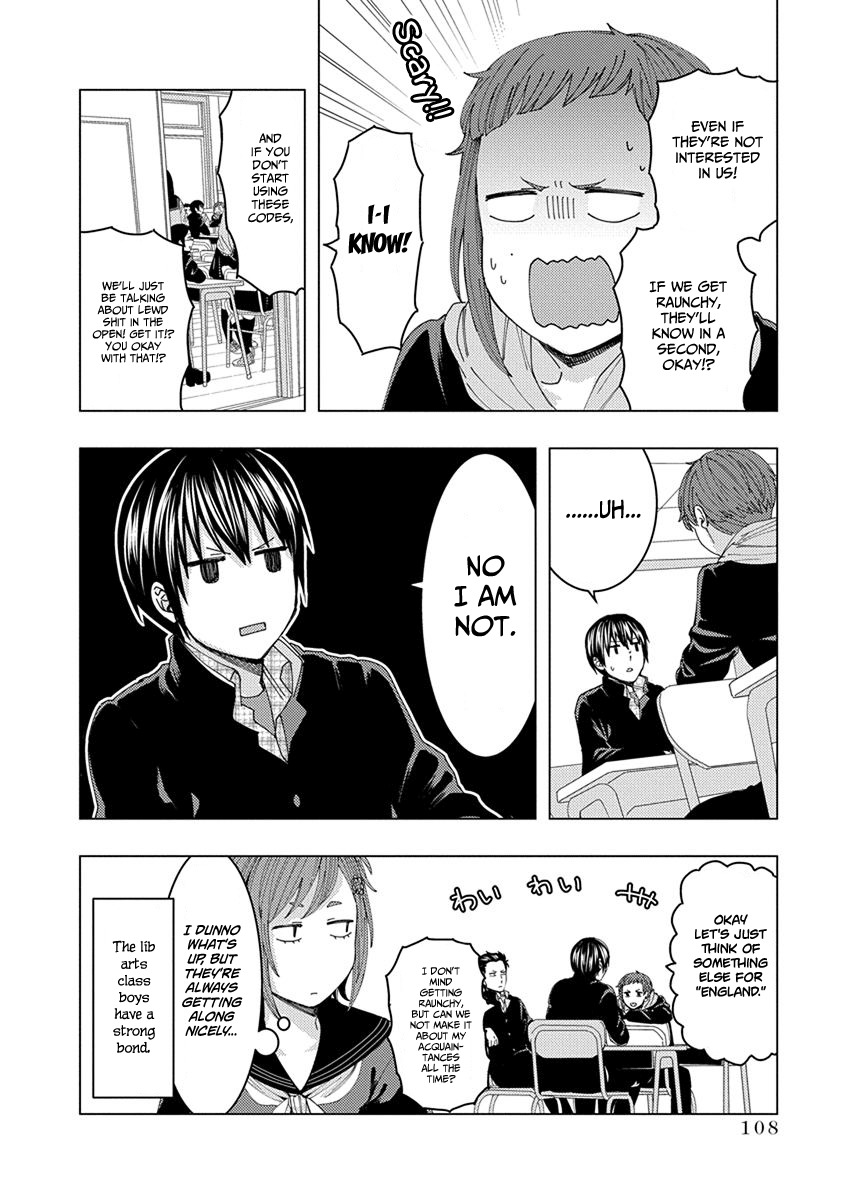 EVEN IF
THEY'RE NOT
INTERESTED
IN US!
IF WE GET
RAUNCHY,
THEY'LL
KNOW IN A
SECOND,
OKAY!?
Scary!!
I-I
KNOW!
AND
IF YOU
DON'T
START
USING
THESE
CODES,
WE'LL JUST
BE TALKING
ABOUT LEWD
SHIT IN THE
OPEN! GET IT!?
YOU OKAY
WITH THAT!?
......UH...
NO
I AM
NOT.
OKAY
LET'S JUST
THINK OF
SOMETHING
ELSE FOR
"ENGLAND."
わい わい
I DON'T
MIND
GETTING
RAUNCHY,
BUT CAN WE
NOT MAKE IT
ABOUT MY
ACQUAIN-
TANCES
ALL THE
TIME?
I DUNNO
WHAT'S
UP, BUT
THEY'RE
ALWAYS
GETTING
ALONG
NICELY...
The lib
arts
class
boys
have a
strong
bond.
108